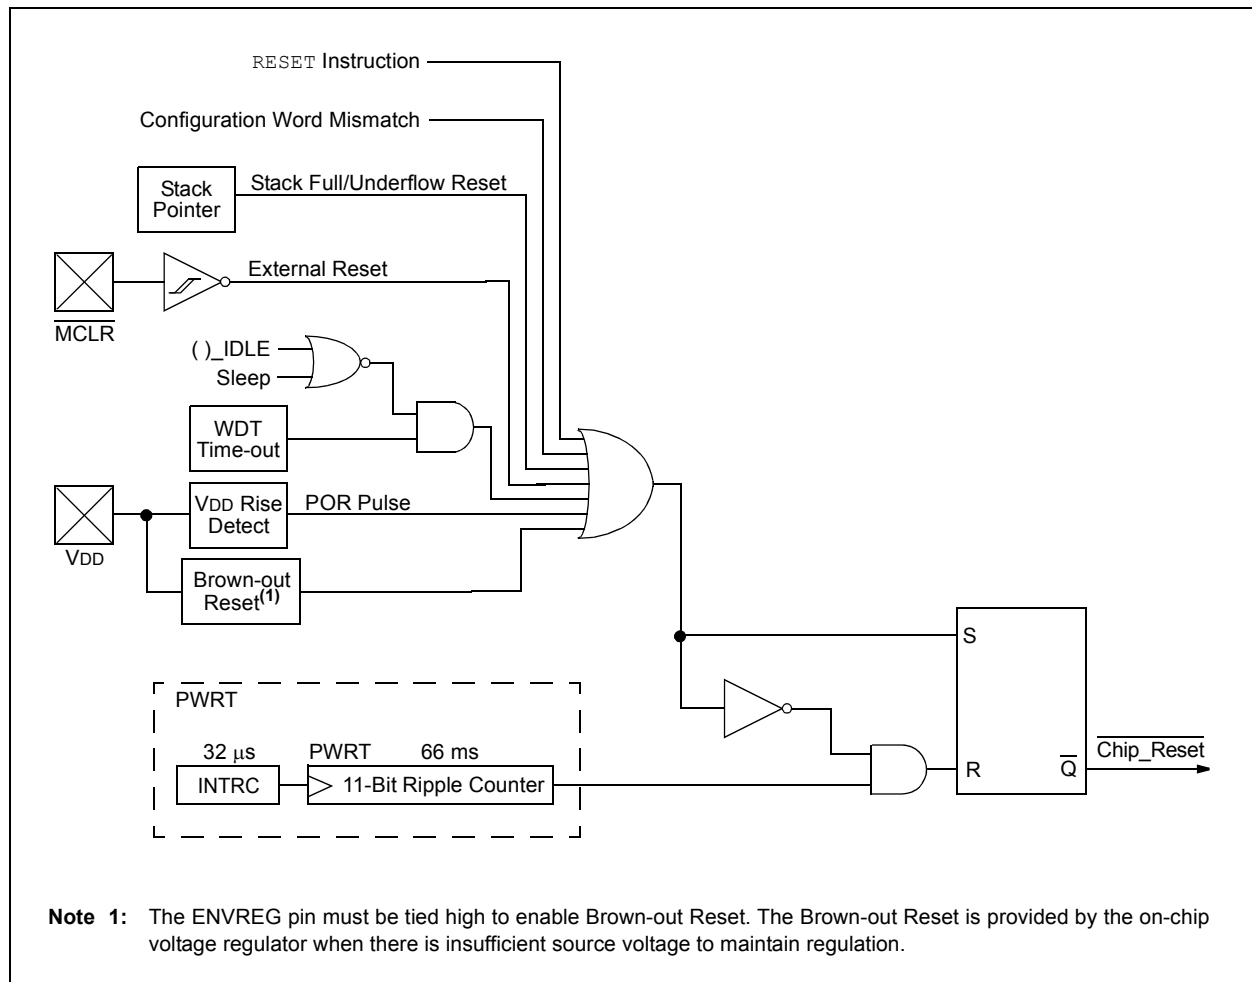 RESET Instruction
Configuration Word Mismatch
Stack
Pointer
Stack Full/Underflow Reset
External Reset
MCLR
( )_IDLE
Sleep
WDT
Time-out
VDD Rise
Detect
POR Pulse
VDD
Brown-out
Reset(1)
PWRT
32 μs
PWRT
66 ms
INTRC
11-Bit Ripple Counter
S
R
Q
Chip_Reset
Note 1: The ENVREG pin must be tied high to enable Brown-out Reset. The Brown-out Reset is provided by the on-chip
voltage regulator when there is insufficient source voltage to maintain regulation.